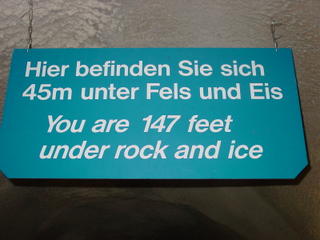 Hier befinden Sie sich
45m unter Fels und Eis
You are 147 feet
under rock and ice